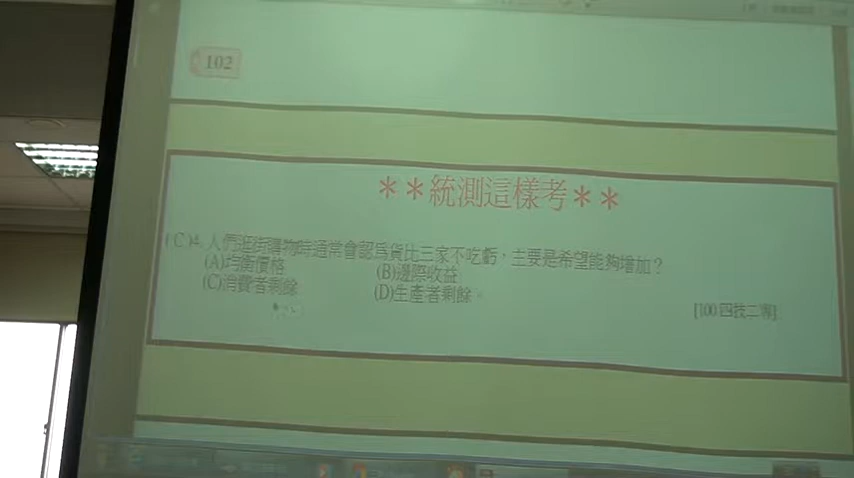 102
**統測這樣考**
(C)4. 人們逛街購物時通常會認為貨比三家不吃虧，主要是希望能夠增加？
(A)均衡價格 (B)邊際收益
(C)消費者剩餘 (D)生產者剩餘。
[100四技二專]